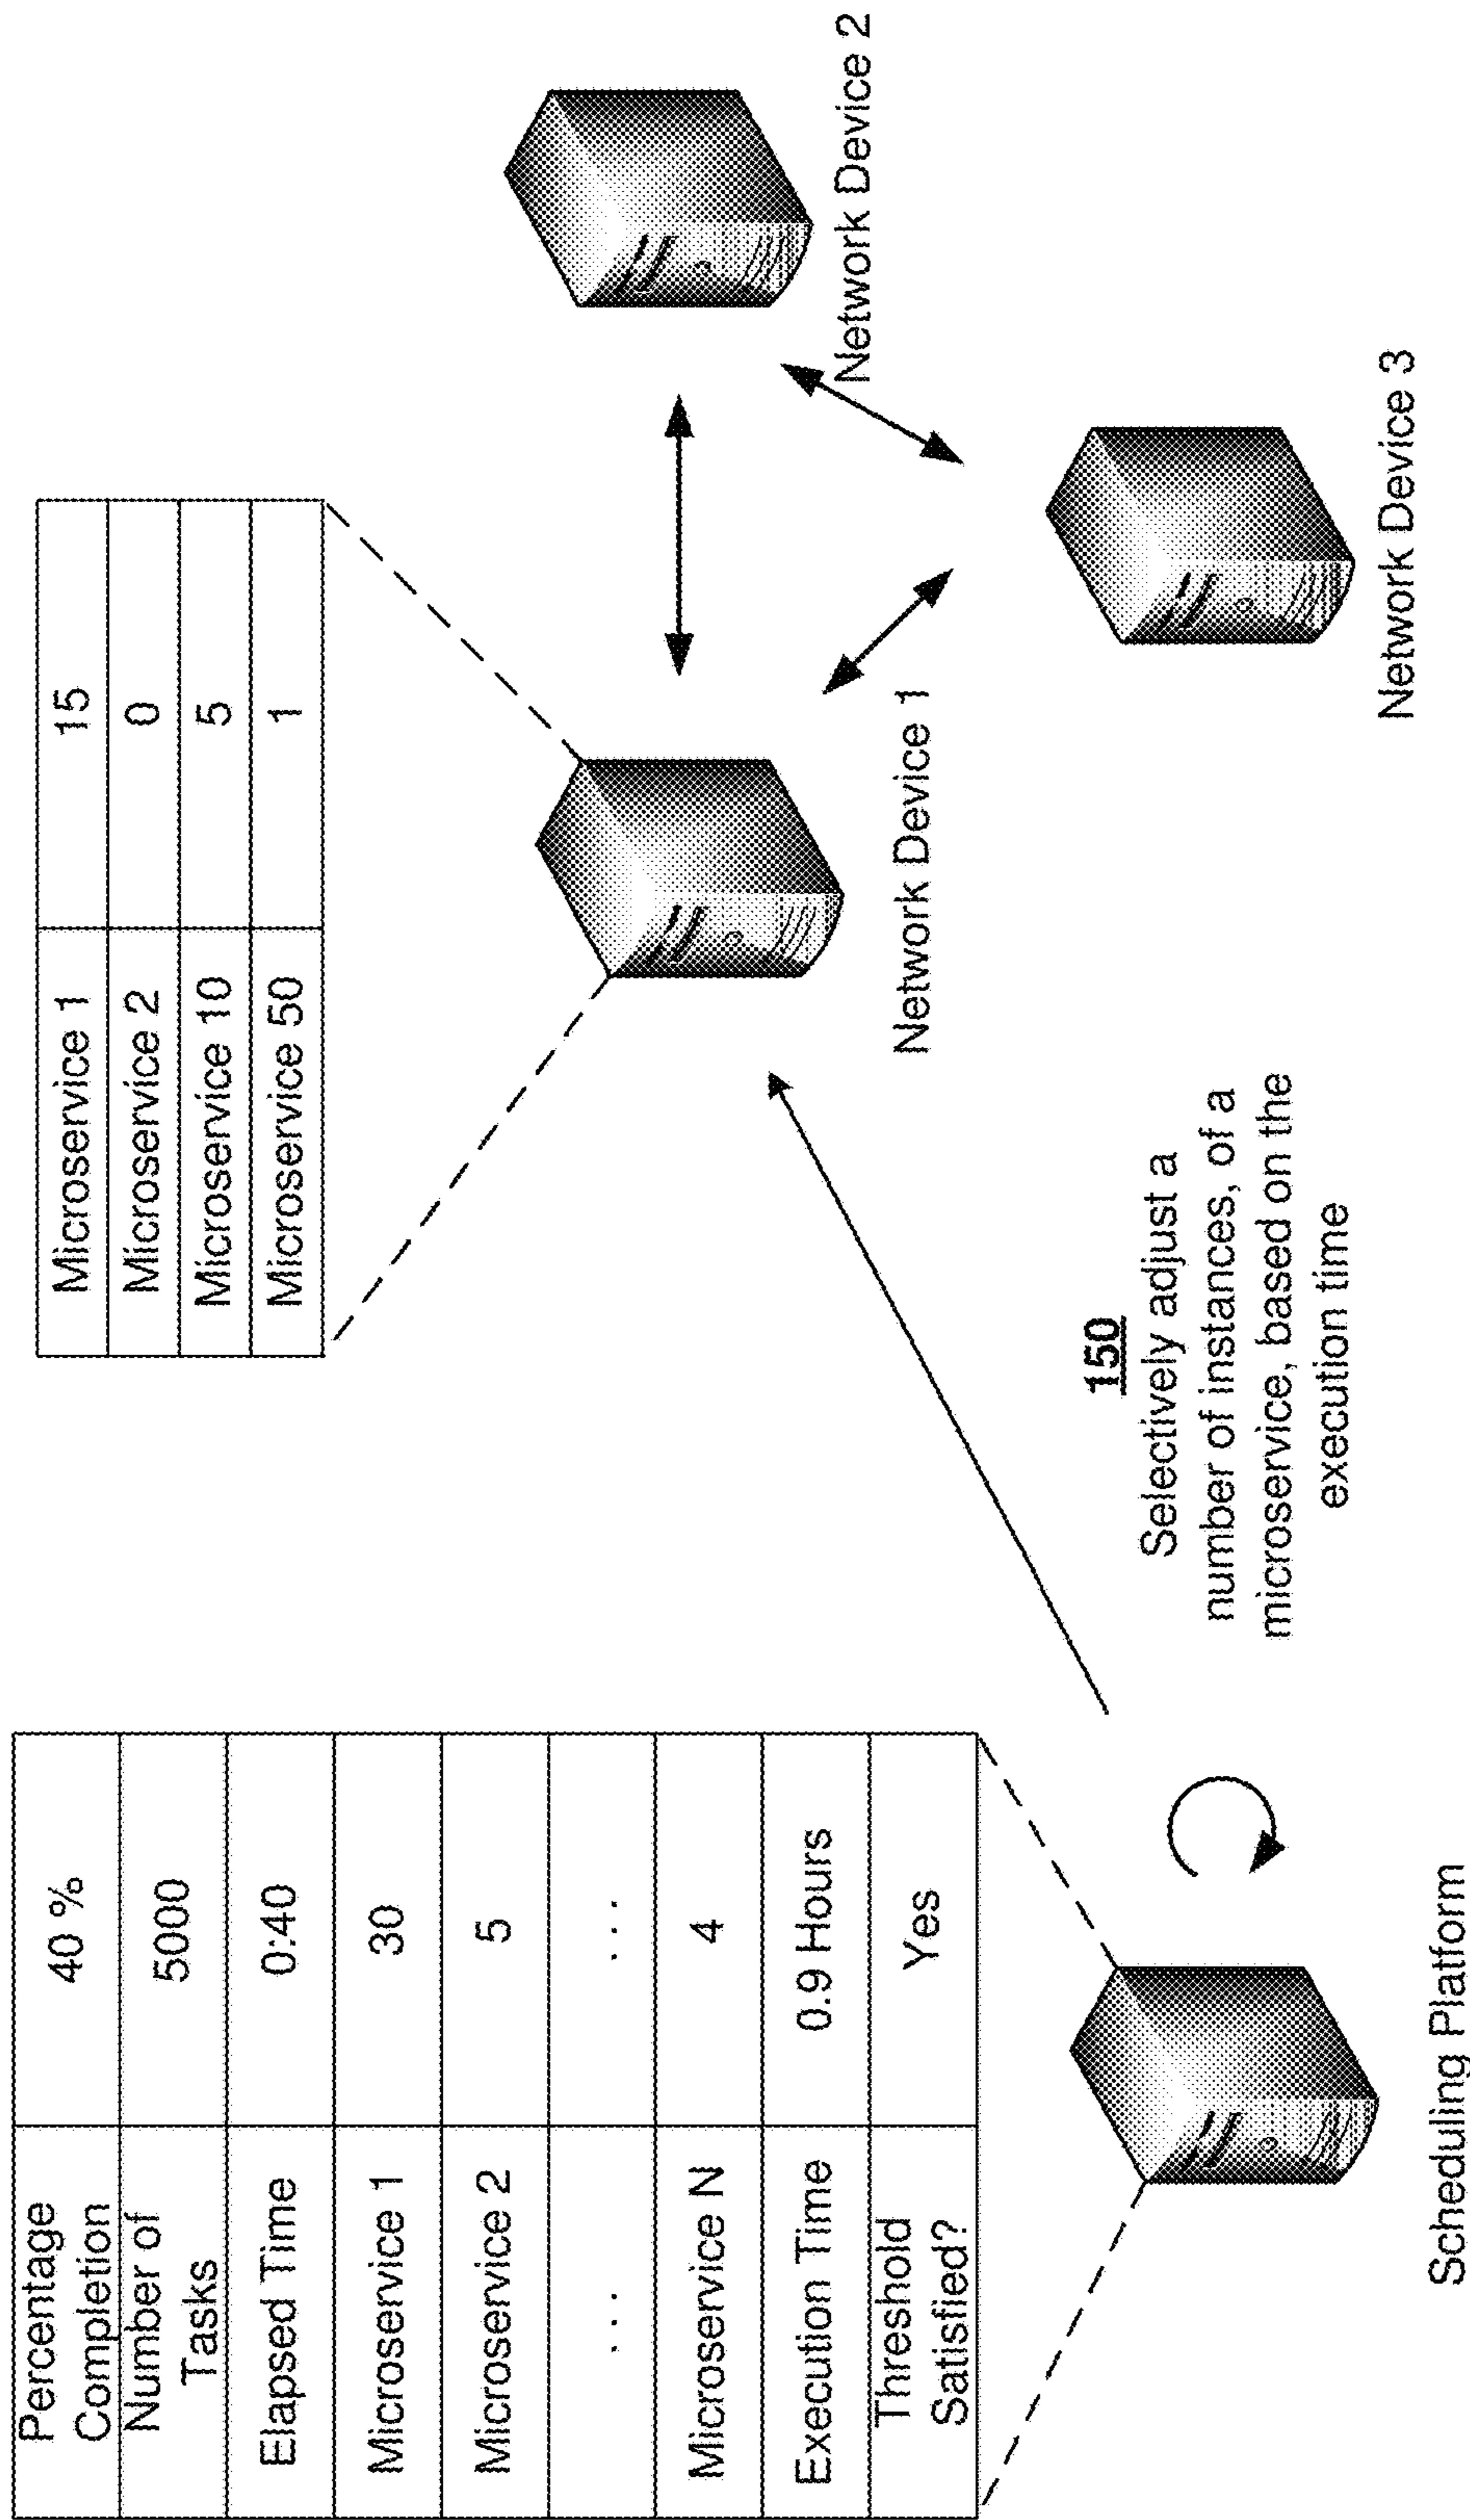 Percentage
Completion
40 %
Number of
Tasks
5000
Elapsed Time
0:40
Microservice 1
30
Microservice 2
5
. . .
. . .
Microservice N
4
Execution Time
0.9 Hours
Threshold
Satisfied?
Yes
Scheduling Platform
150
Selectively adjust a
number of instances, of a
microservice, based on the
execution time
Microservice 1
15
Microservice 2
0
Microservice 10
5
Microservice 50
1
Network Device 1
Network Device 2
Network Device 3